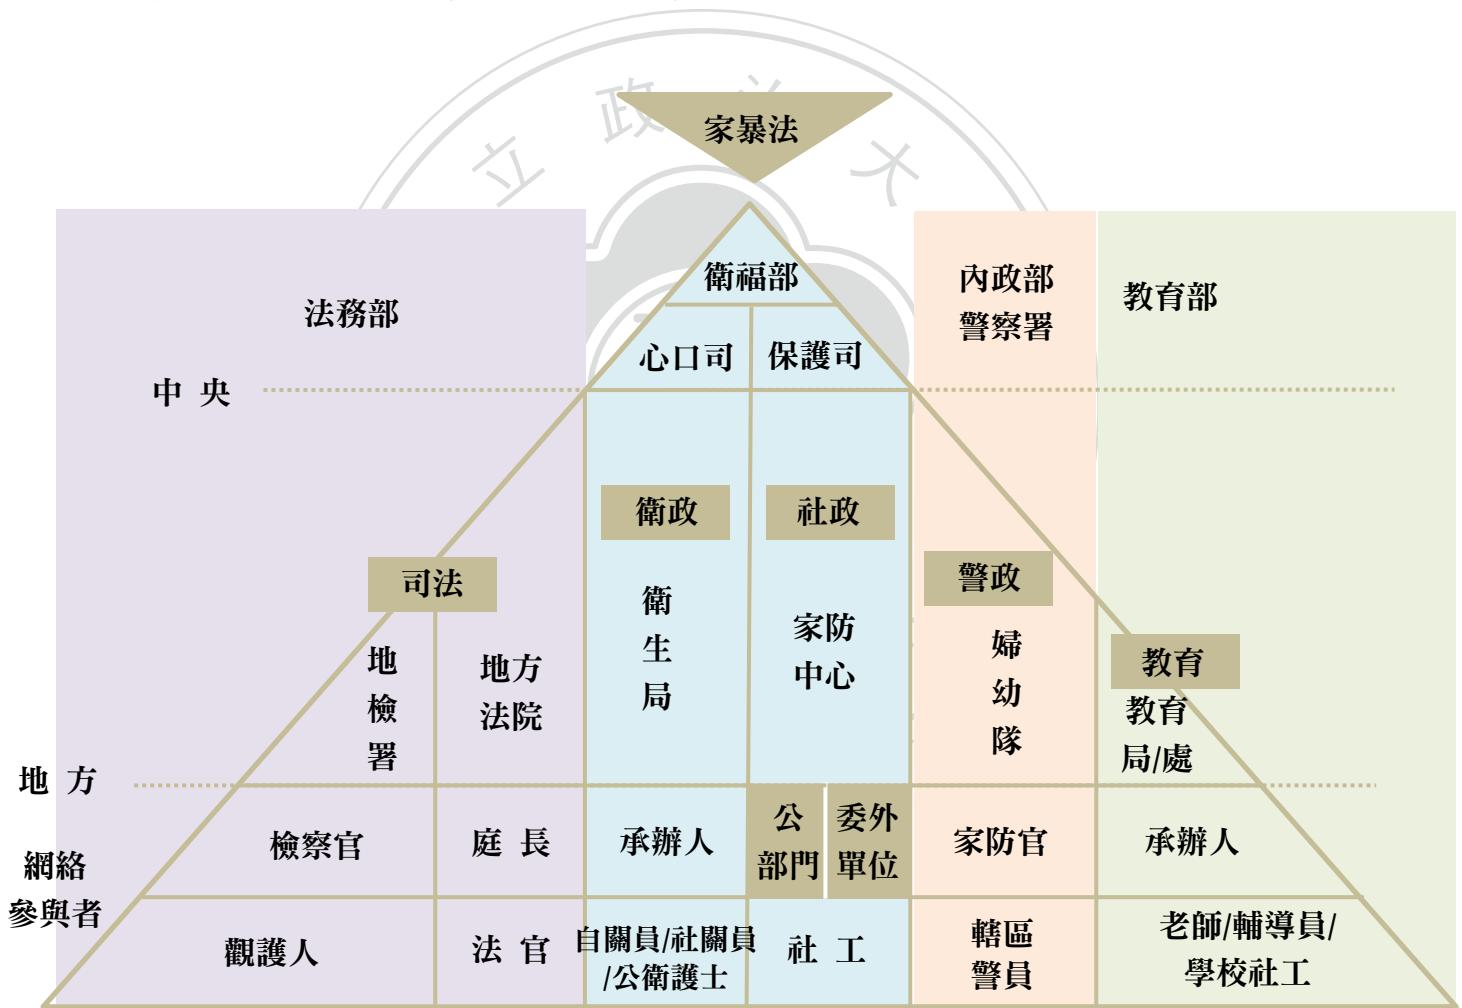 立政治大
家暴法
衛福部
法務部
內政部
警察署
教育部
心口司
保護司
中 央
衛政
社政
司法
警政
教育
地
檢
署
地方
法院
衛
生
局
家防
中心
婦
幼
隊
教育
局/處
地 方
網絡
參與者
檢察官
庭 長
承辦人
公
部門
委外
單位
家防官
承辦人
觀護人
法 官
自關員/社關員
/公衛護士
社 工
轄區
警員
老師/輔導員/
學校社工